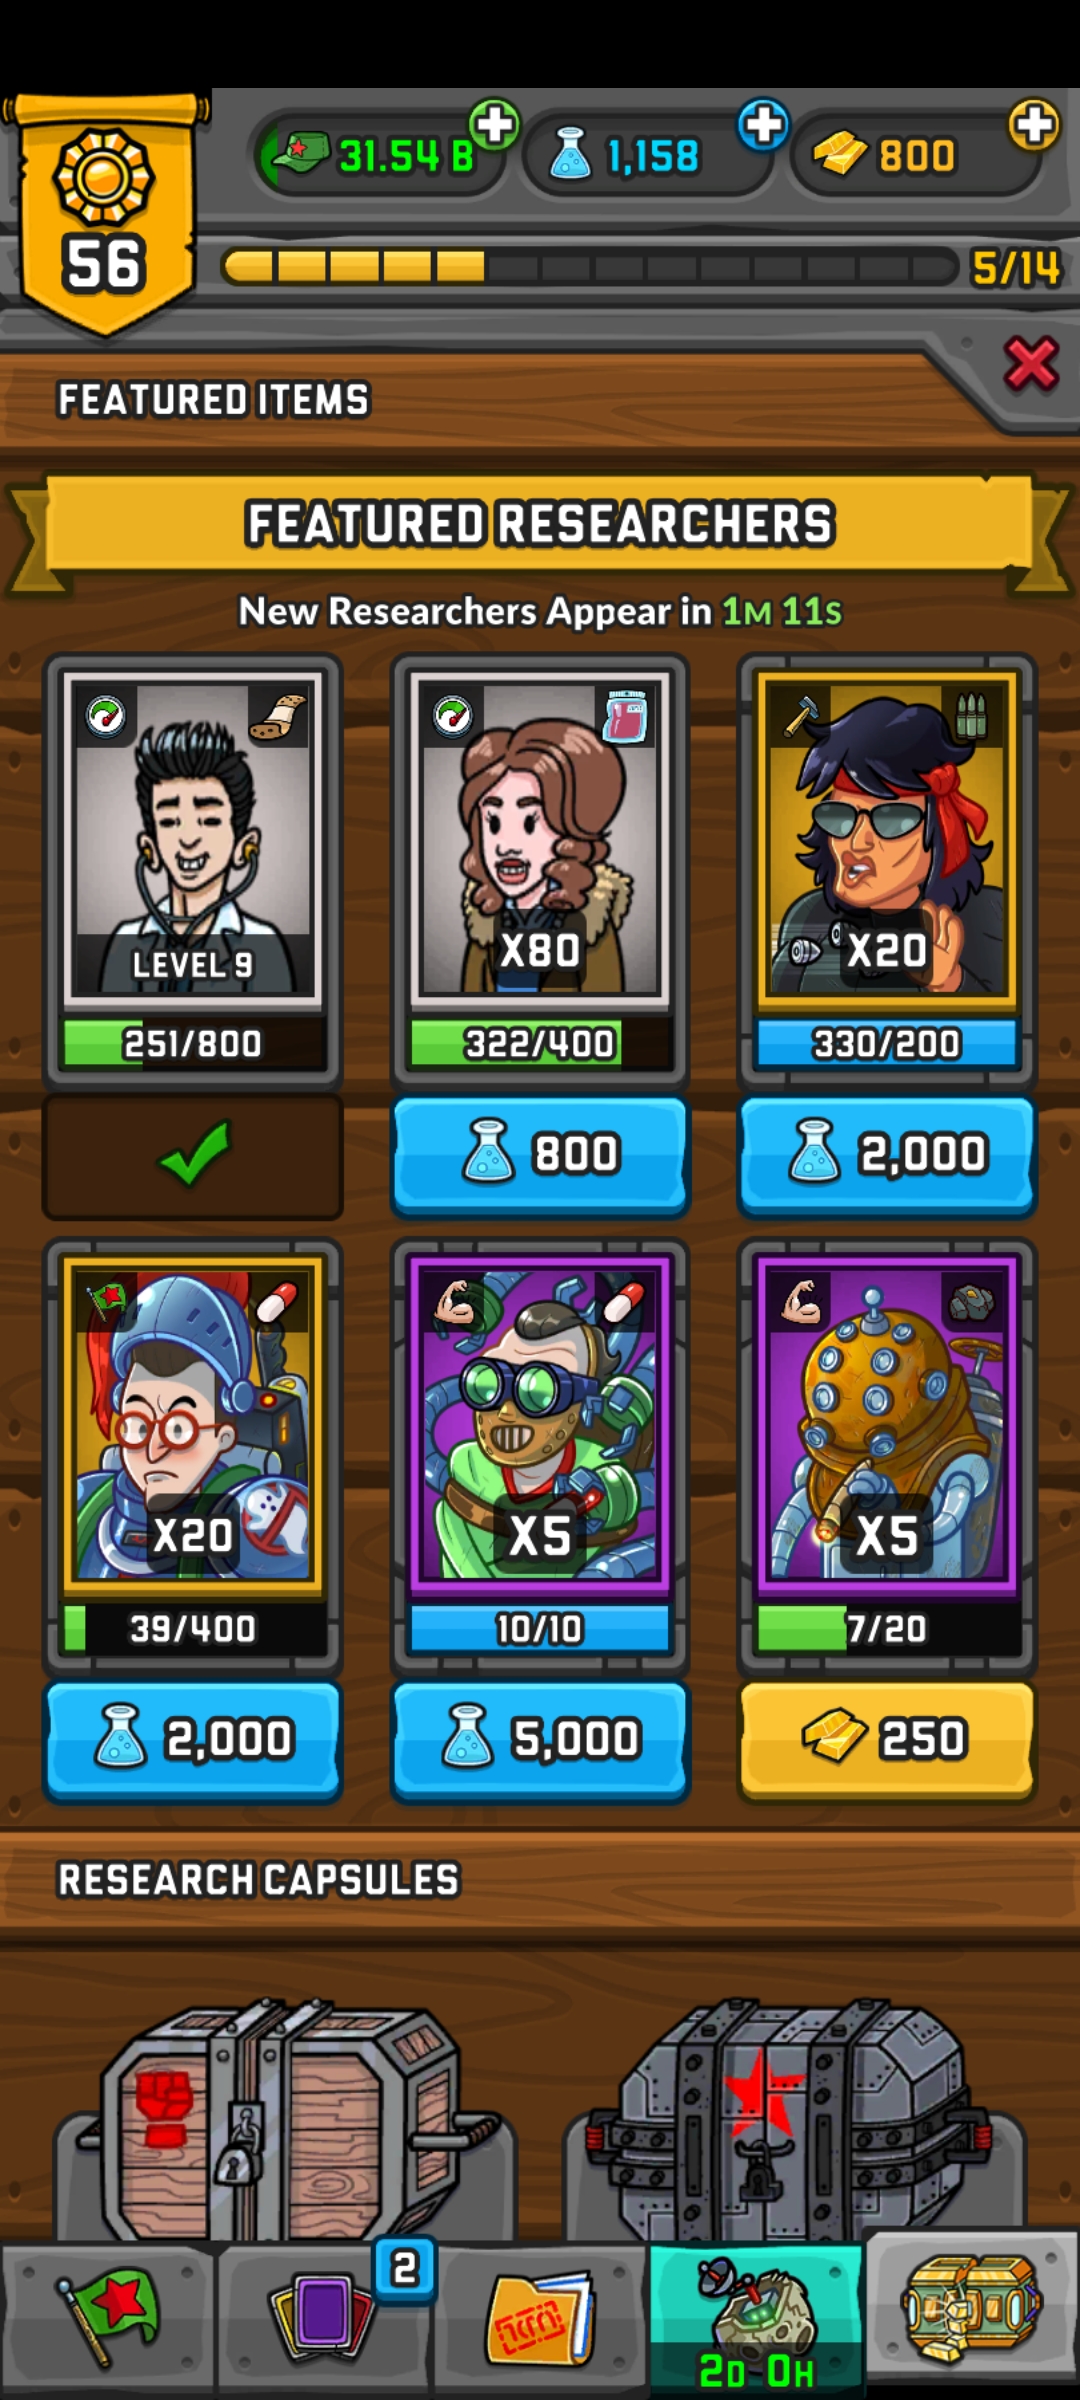 31.54 B
1,158
800
56
5/14
FEATURED ITEMS
FEATURED RESEARCHERS
New Researchers Appear in 1M 11S
LEVEL 9
X80
X20
251/800
322/400
330/200
800
2,000
X20
X5
X5
39/400
10/10
7/20
2,000
5,000
250
RESEARCH CAPSULES
2
2D 0H